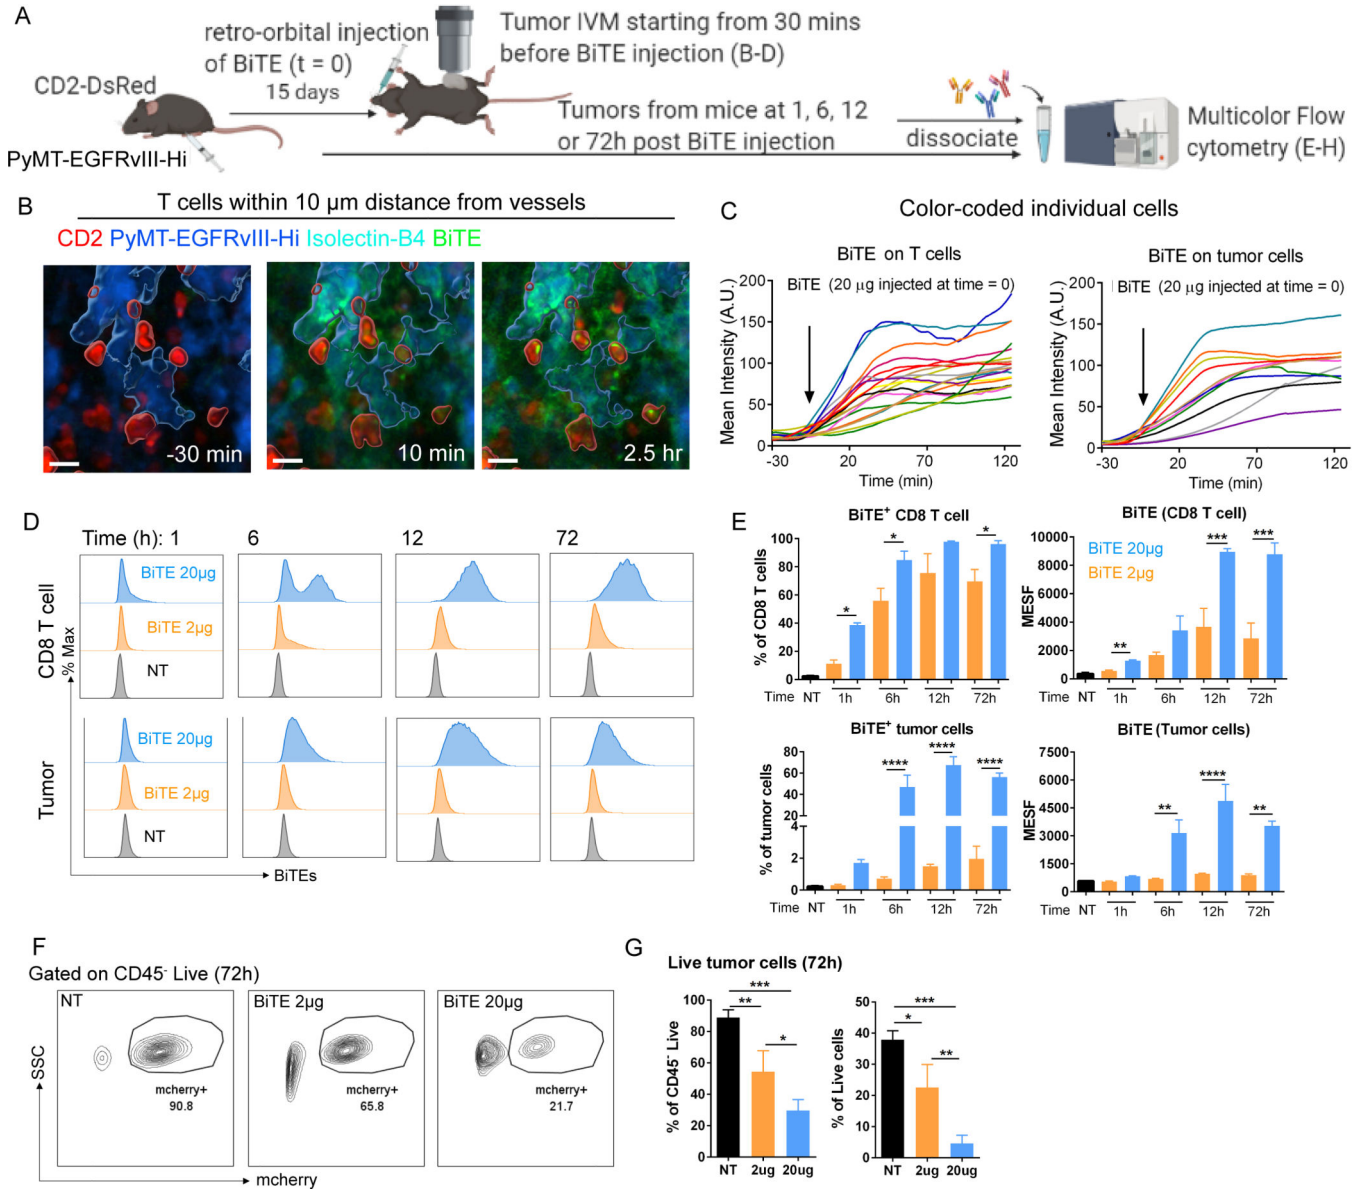 A
CD2-DsRed
PyMT-EGFRvIII-Hi
retro-orbital injection
of BiTE (t = 0)
15 days
Tumor IVM starting from 30 mins
before BiTE injection (B-D)
Tumors from mice at 1, 6, 12
or 72h post BiTE injection
dissociate
Multicolor Flow
cytometry (E-H)
B
T cells within 10 µm distance from vessels
CD2 PyMT-EGFRvIII-Hi Isolectin-B4 BiTE
-30 min
10 min
2.5 hr
C
Color-coded individual cells
BiTE on T cells
BiTE (20 µg injected at time = 0)
Mean Intensity (A.U.)
200
150
100
50
0
-30 20 70 120
Time (min)
BiTE on tumor cells
BiTE (20 µg injected at time = 0)
Mean Intensity (A.U.)
200
150
100
50
0
-30 20 70 120
Time (min)
D
Time (h): 1 6 12 72
CD8 T cell
BiTE 20µg
BiTE 2µg
NT
% Max
Tumor
BiTE 20µg
BiTE 2µg
NT
BiTEs
E
BiTE+ CD8 T cell
% of CD8 T cells
100
80
60
40
20
0
* * *
Time NT 1h 6h 12h 72h
BiTE (CD8 T cell)
BiTE 20µg
BiTE 2µg
MESF
10000
8000
6000
4000
2000
0
** *** ***
Time NT 1h 6h 12h 72h
BiTE+ tumor cells
% of tumor cells
80
60
40
20
4
2
0
**** **** ****
Time NT 1h 6h 12h 72h
BiTE (Tumor cells)
MESF
7500
6000
4500
3000
1500
0
** **** **
Time NT 1h 6h 12h 72h
F
Gated on CD45- Live (72h)
NT
mcherry+
90.8
BiTE 2µg
mcherry+
65.8
BiTE 20µg
mcherry+
21.7
SSC
mcherry
G
Live tumor cells (72h)
% of CD45- Live
100
80
60
40
20
0
***
**
*
NT 2ug 20ug
% of Live cells
50
40
30
20
10
0
***
*
**
NT 2ug 20ug